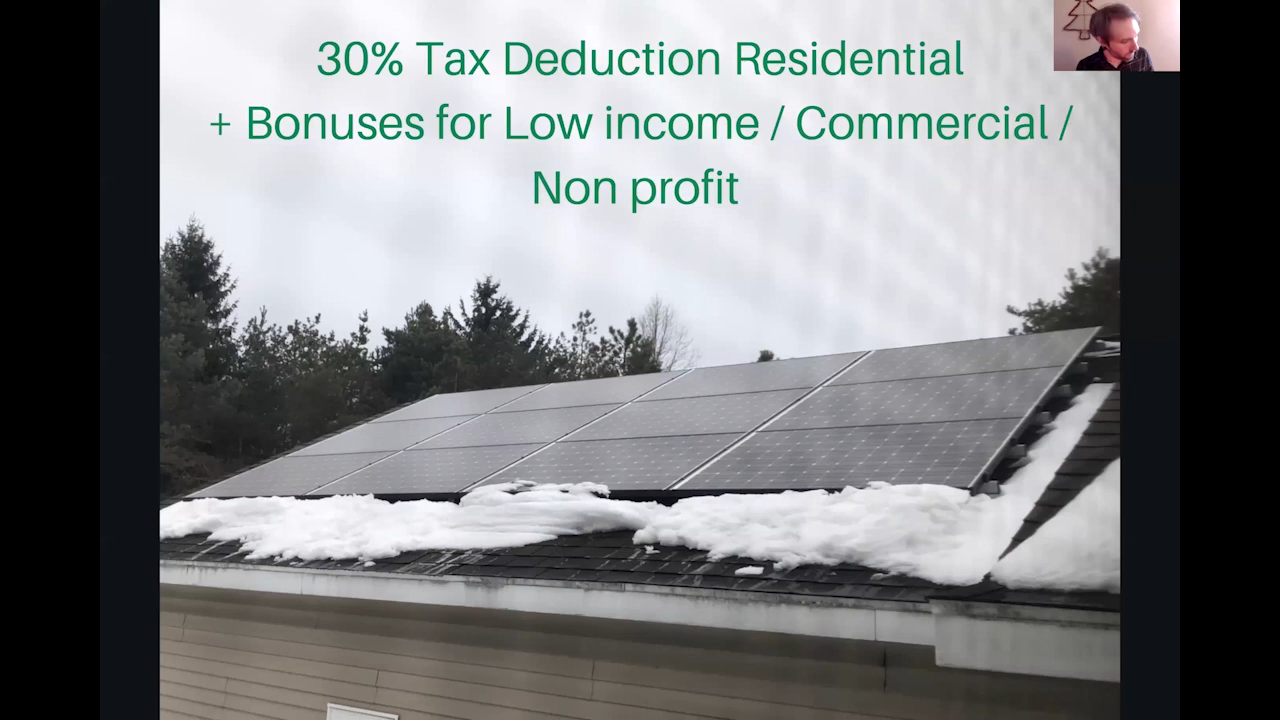 30% Tax Deduction Residential
+ Bonuses for Low income / Commercial /
Non profit